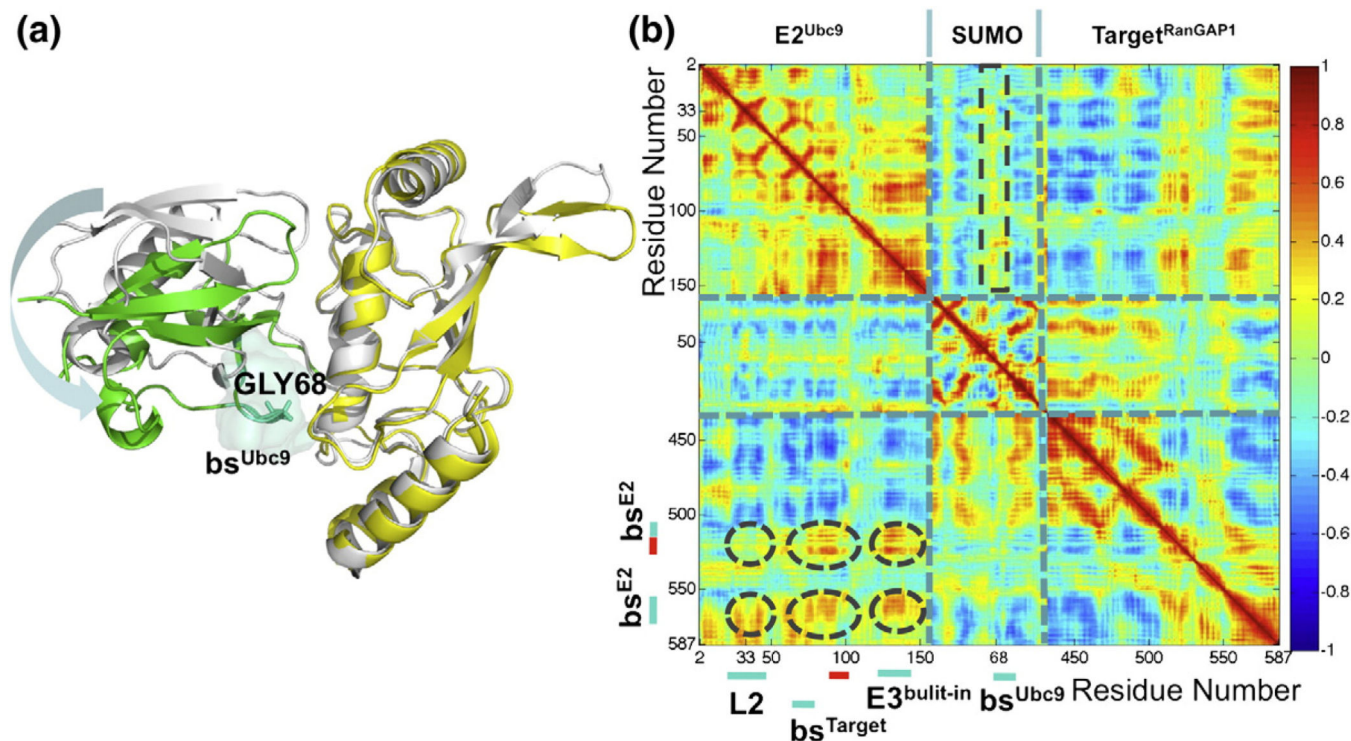 (a)
GLY68
bs^Ubc9
(b)
E2^Ubc9 SUMO Target^RanGAP1
Residue Number
2
33
50
100
150
50
450
500
550
587
bs^E2
bs^E2
2 33 50 100 150 68 450 500 550 587
L2
bs^Target
E3^bulit-in
bs^Ubc9
Residue Number
1
0.8
0.6
0.4
0.2
0
-0.2
-0.4
-0.6
-0.8
-1